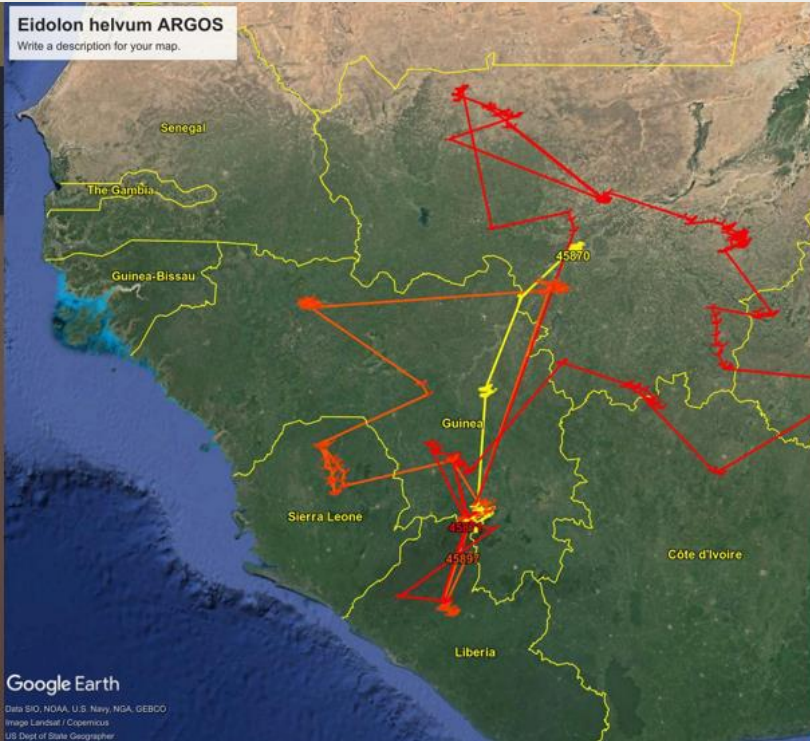 Eidolon helvum ARGOS
Write a description for your map.
Senegal
The Gambia
Guinea-Bissau
45870
Guinea
Sierra Leone
45897
Côte d'Ivoire
Liberia
Google Earth
Data SIO, NOAA, U.S. Navy, NGA, GEBCO
Image Landsat / Copernicus
US Dept of State Geographer